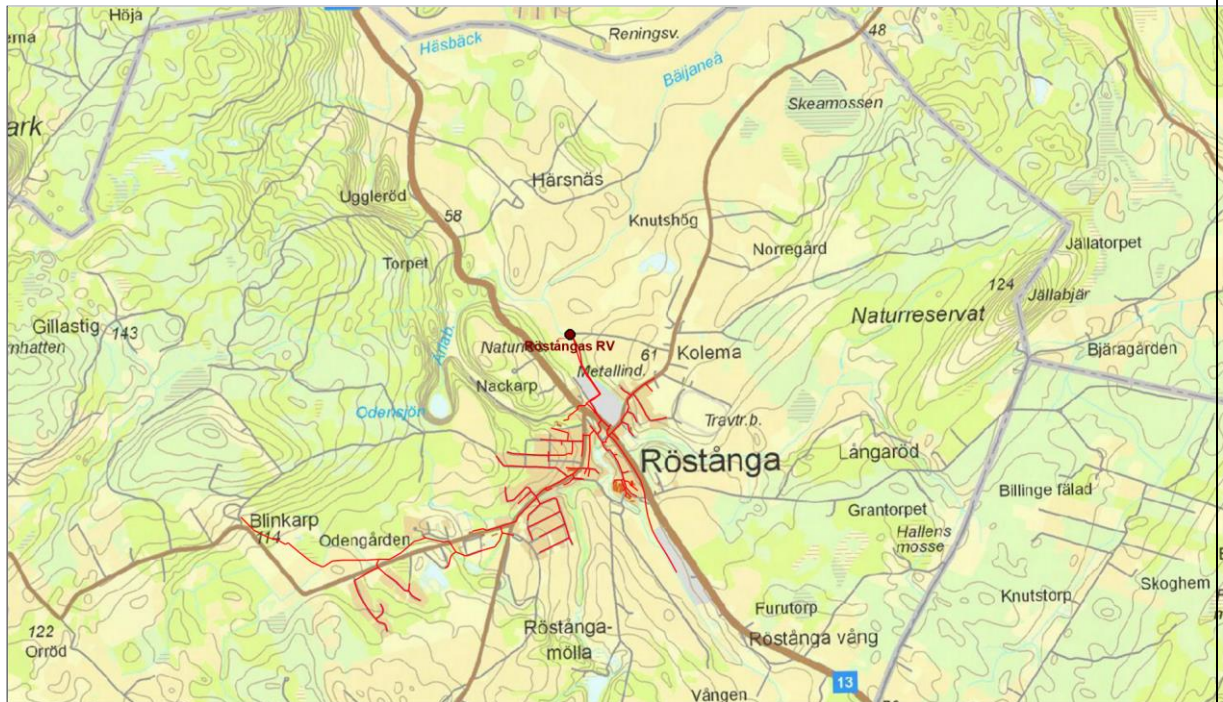 Höja
48
Häsbäck
Reningsv.
Bäljaneå
Skeamossen
ark
Härsnäs
Uggleröd
58
Knutshög
Norregård
Jällatorpet
Torpet
124
Jällabjär
Gillastig
143
Naturreservat
Röstångas RV
61
Kolema
Bjäragården
Metallind.
Nackarp
Odensjön
Travtr.b.
Röstånga
Långaröd
Billinge fälad
Grantorpet
Blinkarp
114
Odengården
Hallens
mosse
Skoghem
Knutstorp
Furutorp
122
Orröd
Röstånga-
mölla
Röstånga vång
13
Vången